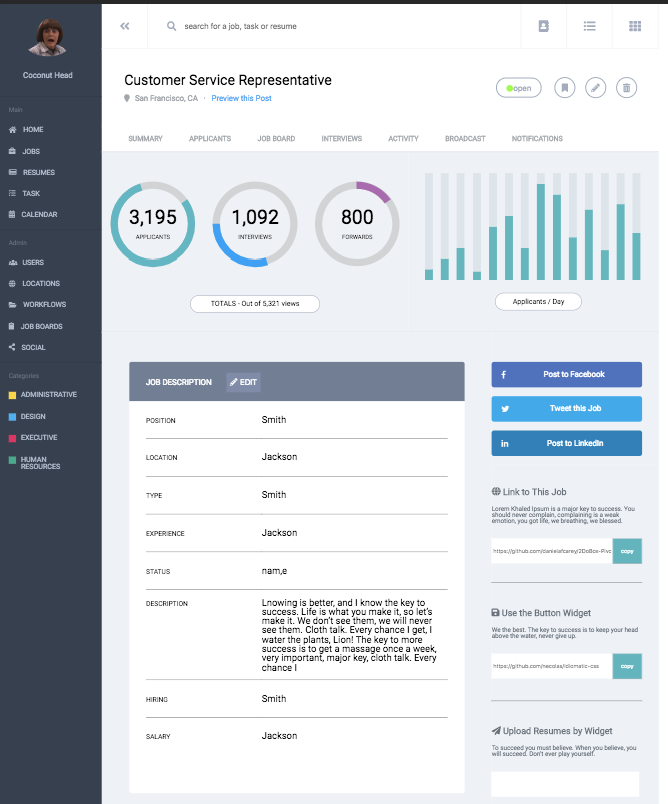 Coconut Head
Main
HOME
JOBS
RESUMES
TASK
CALENDAR
Admin
USERS
LOCATIONS
WORKFLOWS
JOB BOARDS
SOCIAL
Categories
ADMINISTRATIVE
DESIGN
EXECUTIVE
HUMAN
RESOURCES
search for a job, task or resume
Customer Service Representative
San Francisco, CA · Preview this Post
open
SUMMARY APPLICANTS JOB BOARD INTERVIEWS ACTIVITY BROADCAST NOTIFICATIONS
3,195
APPLICANTS
1,092
INTERVIEWS
800
FORWARDS
TOTALS - Out of 5,321 views
Applicants / Day
JOB DESCRIPTION EDIT
POSITION Smith
LOCATION Jackson
TYPE Smith
EXPERIENCE Jackson
STATUS nam,e
DESCRIPTION Lnowing is better, and I know the key to
success. Life is what you make it, so let's
make it. We don't see them, we will never
see them. Cloth talk. Every chance I get, I
water the plants, Lion! The key to more
success is to get a massage once a week,
very important, major key, cloth talk. Every
chance I
HIRING Smith
SALARY Jackson
Post to Facebook
Tweet this Job
Post to LinkedIn
Link to This Job
Lorem Khaled Ipsum is a major key to success. You
should never complain, complaining is a weak
emotion, you got life, we breathing, we blessed.
https://github.com/danielafcarey/2DoBox-Pivo copy
Use the Button Widget
We the best. The key to success is to keep your head
above the water, never give up.
https://github.com/necolas/idiomatic-css copy
Upload Resumes by Widget
To succeed you must believe. When you believe, you
will succeed. Don't ever play yourself.